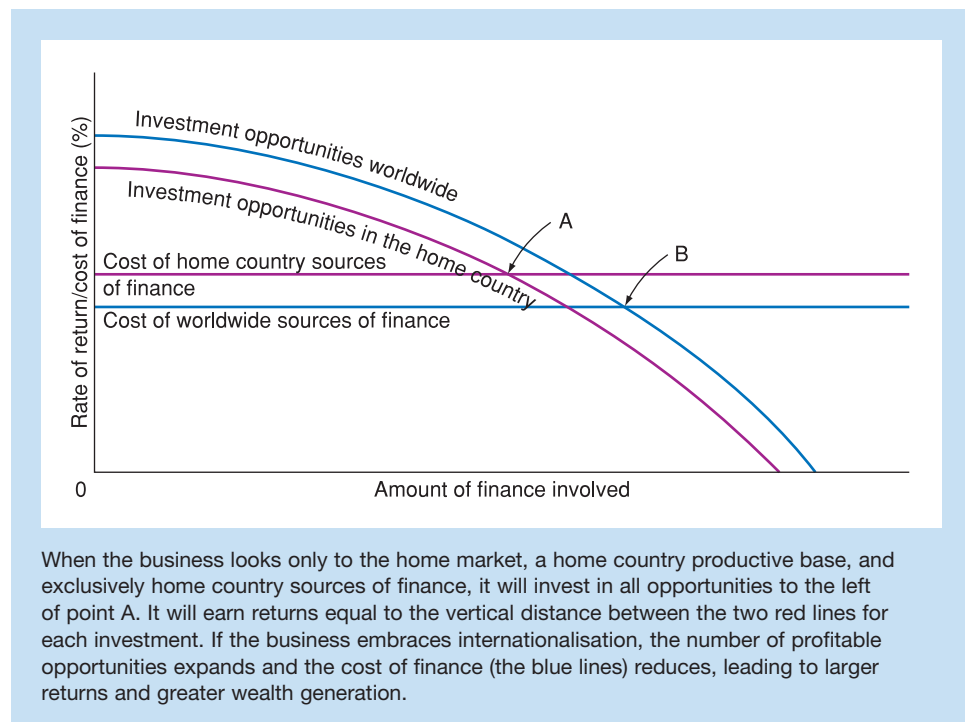 Rate of return/cost of finance (%)
Investment opportunities worldwide
Investment opportunities in the home country
A
B
Cost of home country sources
of finance
Cost of worldwide sources of finance
0
Amount of finance involved
When the business looks only to the home market, a home country productive base, and
exclusively home country sources of finance, it will invest in all opportunities to the left
of point A. It will earn returns equal to the vertical distance between the two red lines for
each investment. If the business embraces internationalisation, the number of profitable
opportunities expands and the cost of finance (the blue lines) reduces, leading to larger
returns and greater wealth generation.